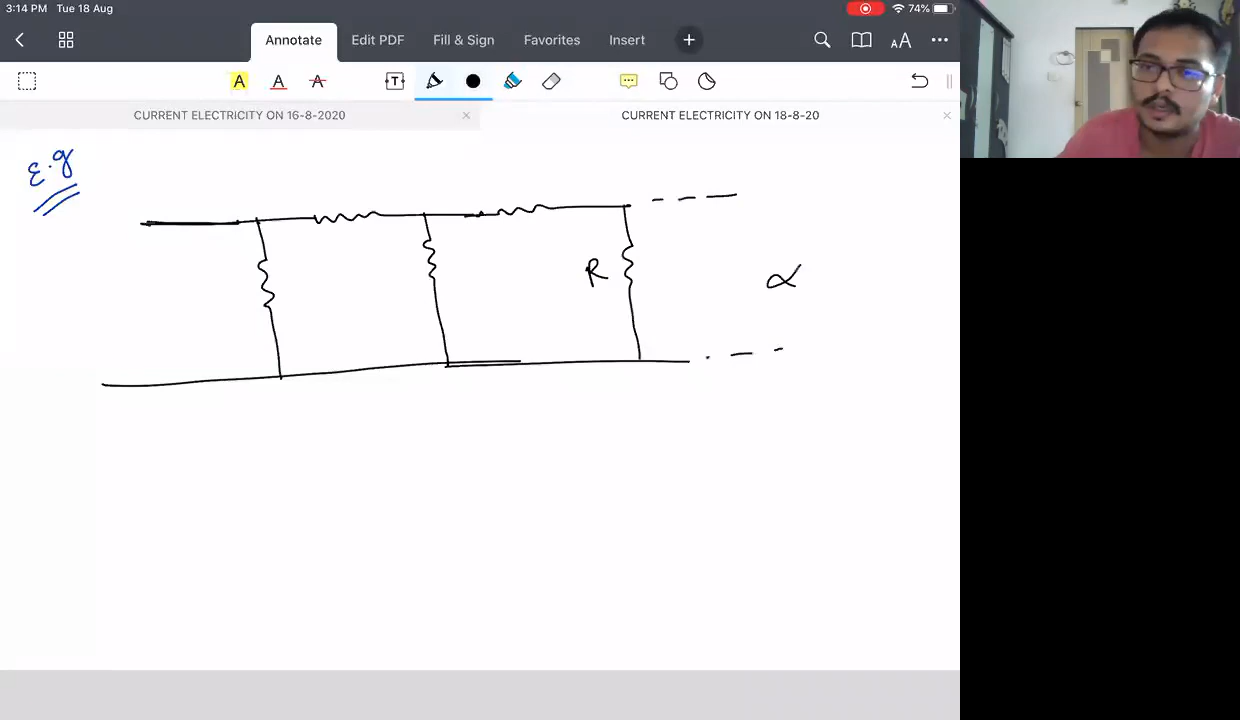 3:14 PM Tue 18 Aug
74%
Annotate Edit PDF Fill & Sign Favorites Insert
A A A T
AA
CURRENT ELECTRICITY ON 16-8-2020
CURRENT ELECTRICITY ON 18-8-20
E.g
R
∝